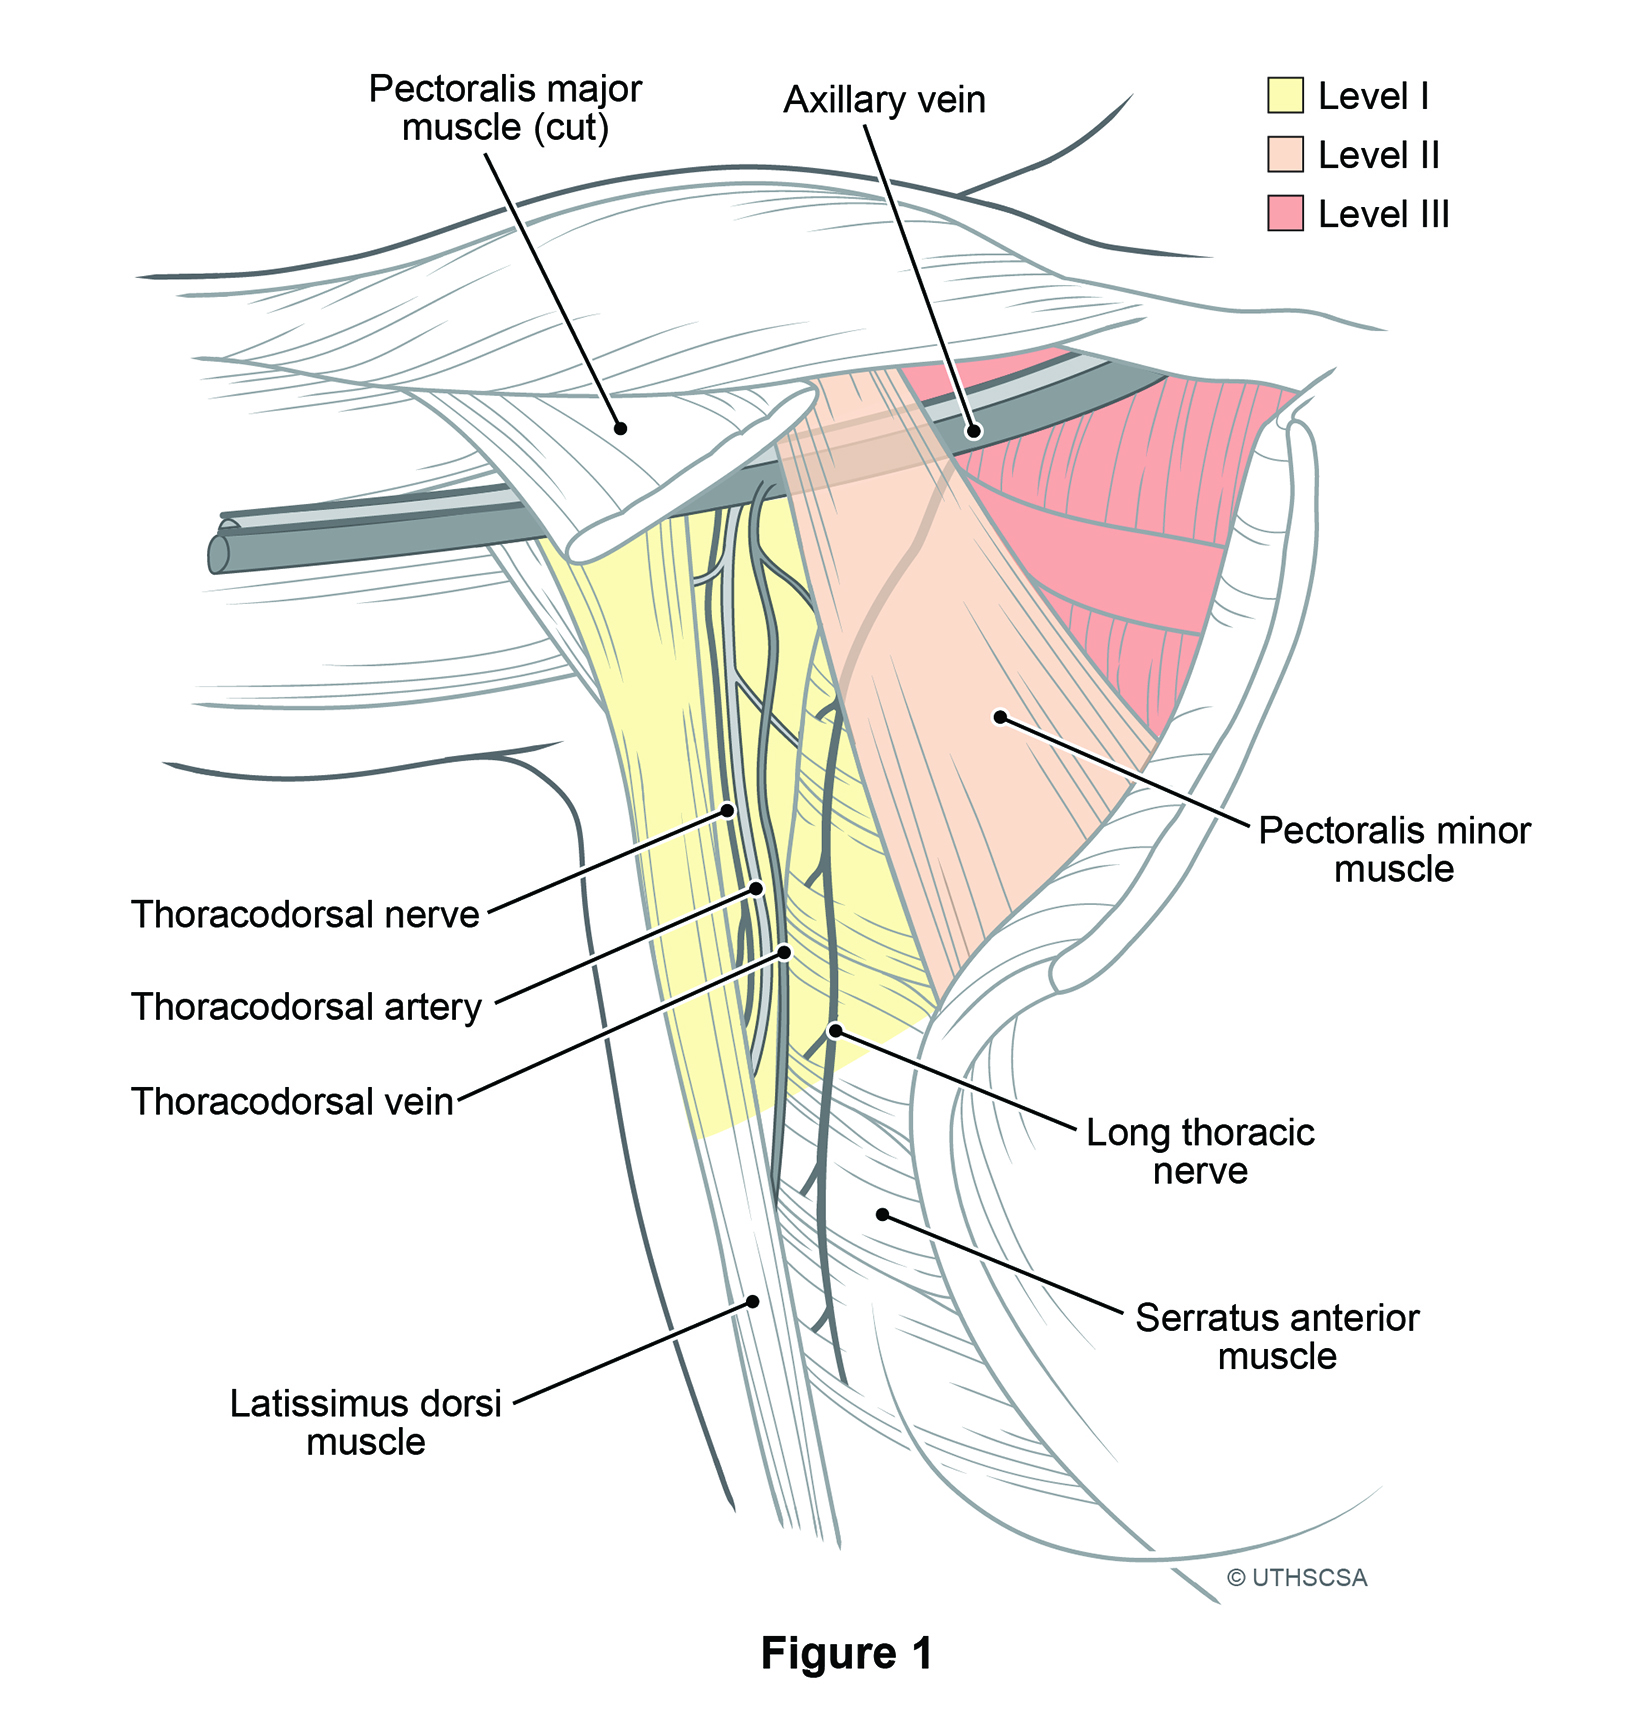 Pectoralis major
muscle (cut)
Axillary vein
Level I
Level II
Level III
Pectoralis minor
muscle
Thoracodorsal nerve
Thoracodorsal artery
Thoracodorsal vein
Long thoracic
nerve
Serratus anterior
muscle
Latissimus dorsi
muscle
© UTHSCSA
Figure 1